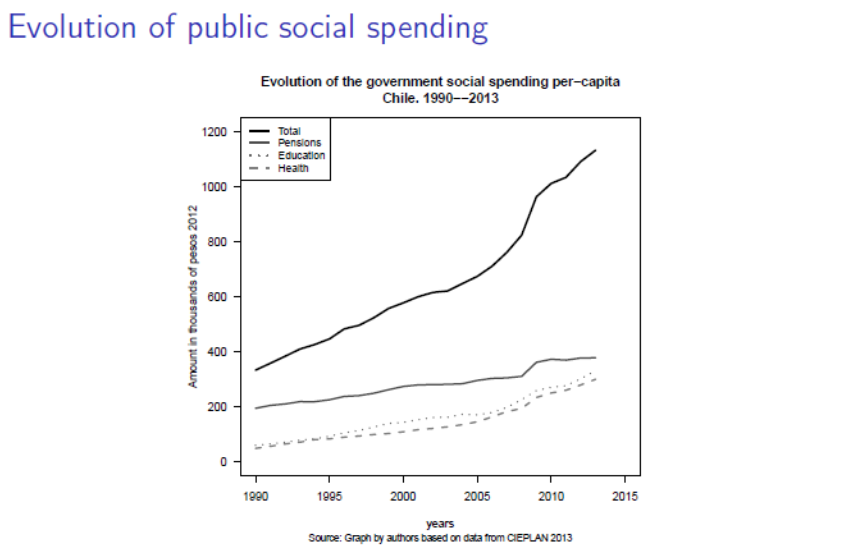 Evolution of public social spending
Evolution of the government social spending per−capita
Chile. 1990−−2013
Total
Pensions
Education
Health
1200
1000
800
600
400
200
0
Amount in thousands of pesos 2012
1990 1995 2000 2005 2010 2015
years
Source: Graph by authors based on data from CIEPLAN 2013